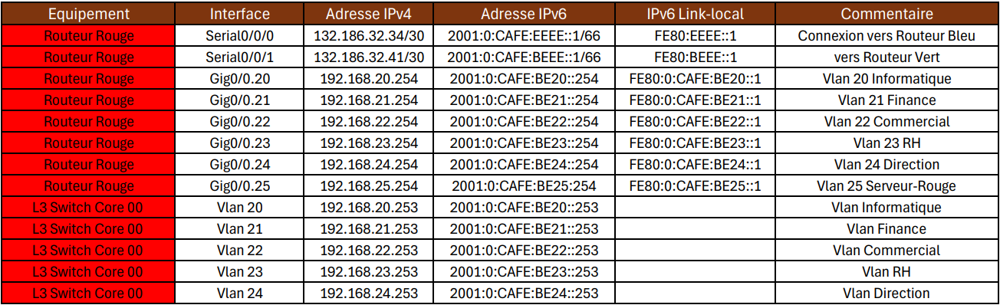 Equipement Interface Adresse IPv4 Adresse IPv6 IPv6 Link-local Commentaire
Routeur Rouge Serial0/0/0 132.186.32.34/30 2001:0:CAFE:EEEE::1/66 FE80:EEEE::1 Connexion vers Routeur Bleu
Routeur Rouge Serial0/0/1 132.186.32.41/30 2001:0:CAFE:BEEE::1/66 FE80:BEEE::1 vers Routeur Vert
Routeur Rouge Gig0/0.20 192.168.20.254 2001:0:CAFE:BE20::254 FE80:0:CAFE:BE20::1 Vlan 20 Informatique
Routeur Rouge Gig0/0.21 192.168.21.254 2001:0:CAFE:BE21::254 FE80:0:CAFE:BE21::1 Vlan 21 Finance
Routeur Rouge Gig0/0.22 192.168.22.254 2001:0:CAFE:BE22::254 FE80:0:CAFE:BE22::1 Vlan 22 Commercial
Routeur Rouge Gig0/0.23 192.168.23.254 2001:0:CAFE:BE23::254 FE80:0:CAFE:BE23::1 Vlan 23 RH
Routeur Rouge Gig0/0.24 192.168.24.254 2001:0:CAFE:BE24::254 FE80:0:CAFE:BE24::1 Vlan 24 Direction
Routeur Rouge Gig0/0.25 192.168.25.254 2001:0:CAFE:BE25:254 FE80:0:CAFE:BE25::1 Vlan 25 Serveur-Rouge
L3 Switch Core 00 Vlan 20 192.168.20.253 2001:0:CAFE:BE20::253 Vlan Informatique
L3 Switch Core 00 Vlan 21 192.168.21.253 2001:0:CAFE:BE21::253 Vlan Finance
L3 Switch Core 00 Vlan 22 192.168.22.253 2001:0:CAFE:BE22::253 Vlan Commercial
L3 Switch Core 00 Vlan 23 192.168.23.253 2001:0:CAFE:BE23::253 Vlan RH
L3 Switch Core 00 Vlan 24 192.168.24.253 2001:0:CAFE:BE24::253 Vlan Direction